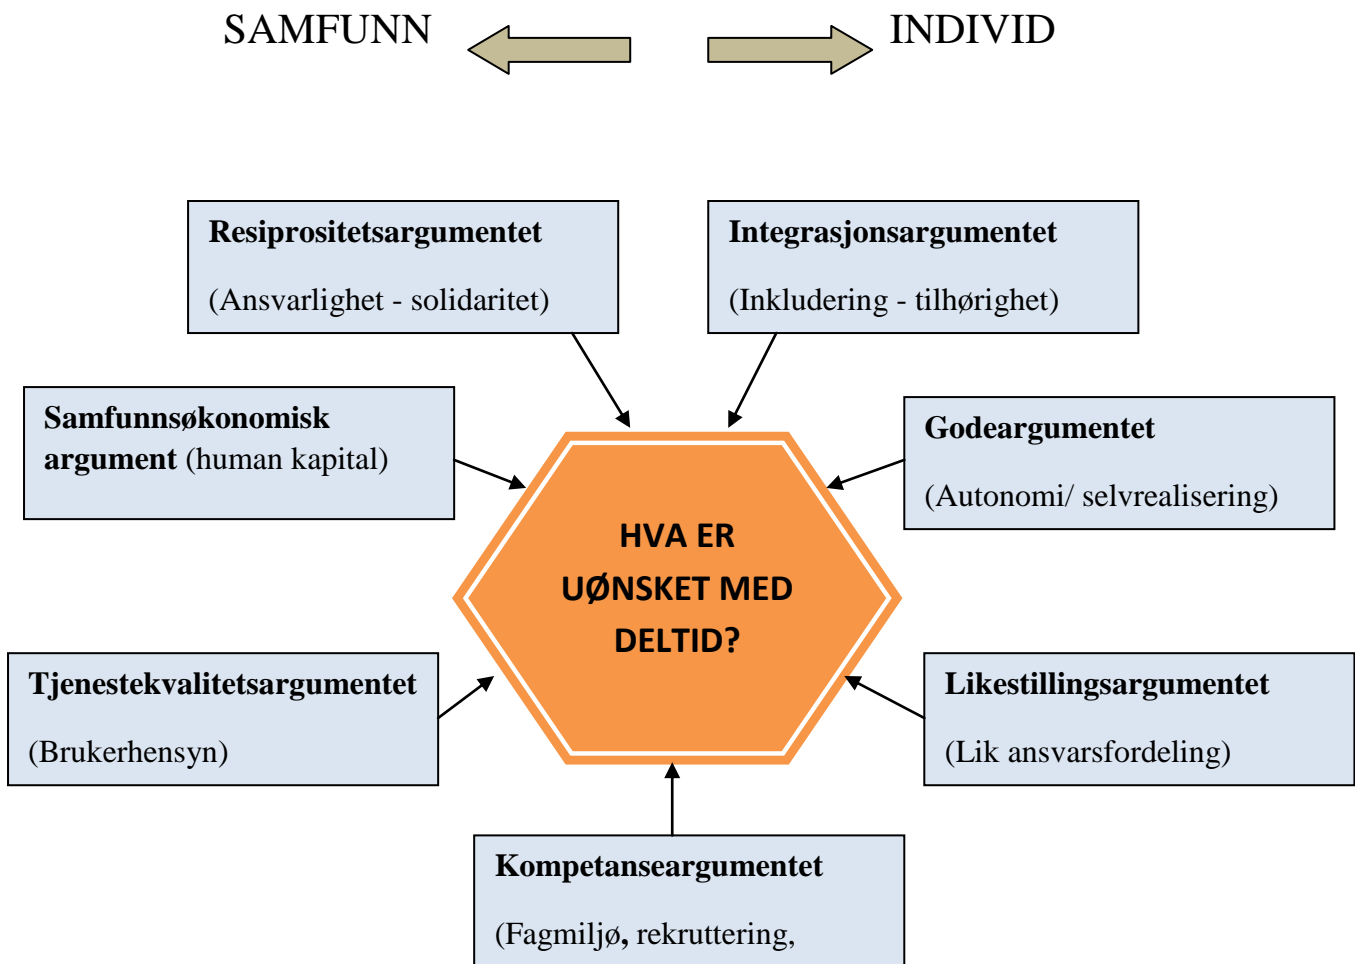 SAMFUNN
INDIVID
Resiprositetsargumentet
(Ansvarlighet - solidaritet)
Integrasjonsargumentet
(Inkludering - tilhørighet)
Samfunnsøkonomisk
argument (human kapital)
Godeargumentet
(Autonomi/ selvrealisering)
HVA ER
UØNSKET MED
DELTID?
Tjenestekvalitetsargumentet
(Brukerhensyn)
Likestillingsargumentet
(Lik ansvarsfordeling)
Kompetanseargumentet
(Fagmiljø, rekruttering,